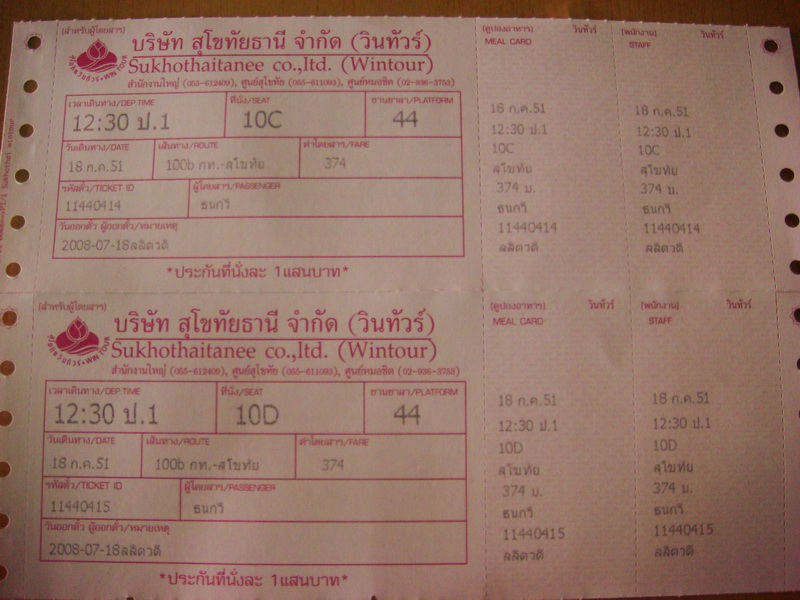 (สำหรับผู้โดยสาร)
บริษัท สุโขทัยธานี จำกัด (วินทัวร์)
Sukhothaitanee co.,ltd. (Wintour)
สำนักงานใหญ่ (055-612409), ศูนย์สุโขทัย (055-611093), ศูนย์หมอชิต (02-936-3753)
เวลาเดินทาง/DEP.TIME ที่นั่ง/SEAT ชานชาลา/PLATFORM
12:30 ป.1 10C 44
วันเดินทาง/DATE เส้นทาง/ROUTE ค่าโดยสาร/FARE
18 ก.ค.51 100b กท.-สุโขทัย 374
รหัสตั๋ว/TICKET ID ผู้โดยสาร/PASSENGER
11440414 ธนกวี
วันออกตั๋ว ผู้ออกตั๋ว/หมายเหตุ
2008-07-18ลลิตวดี
*ประกันที่นั่งละ 1แสนบาท*
(คูปองอาหาร) วินทัวร์
MEAL CARD
18 ก.ค.51
12:30 ป.1
10C
สุโขทัย
374 บ.
ธนกวี
11440414
ลลิตวดี
(พนักงาน) วินทัวร์
STAFF
18 ก.ค.51
12:30 ป.1
10C
สุโขทัย
374 บ.
ธนกวี
11440414
ลลิตวดี
(สำหรับผู้โดยสาร)
บริษัท สุโขทัยธานี จำกัด (วินทัวร์)
Sukhothaitanee co.,ltd. (Wintour)
สำนักงานใหญ่ (055-612409), ศูนย์สุโขทัย (055-611093), ศูนย์หมอชิต (02-936-3753)
เวลาเดินทาง/DEP.TIME ที่นั่ง/SEAT ชานชาลา/PLATFORM
12:30 ป.1 10D 44
วันเดินทาง/DATE เส้นทาง/ROUTE ค่าโดยสาร/FARE
18 ก.ค.51 100b กท.-สุโขทัย 374
รหัสตั๋ว/TICKET ID ผู้โดยสาร/PASSENGER
11440415 ธนกวี
วันออกตั๋ว ผู้ออกตั๋ว/หมายเหตุ
2008-07-18ลลิตวดี
*ประกันที่นั่งละ 1แสนบาท*
(คูปองอาหาร) วินทัวร์
MEAL CARD
18 ก.ค.51
12:30 ป.1
10D
สุโขทัย
374 บ.
ธนกวี
11440415
ลลิตวดี
(พนักงาน) วินทัวร์
STAFF
18 ก.ค.51
12:30 ป.1
10D
สุโขทัย
374 บ.
ธนกวี
11440415
ลลิตวดี